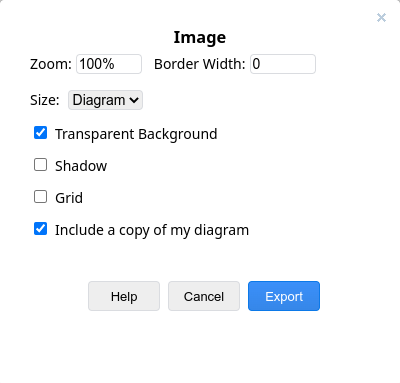 ×
Image
Zoom: 100% Border Width: 0
Size: Diagram
Transparent Background
Shadow
Grid
Include a copy of my diagram
Help Cancel Export